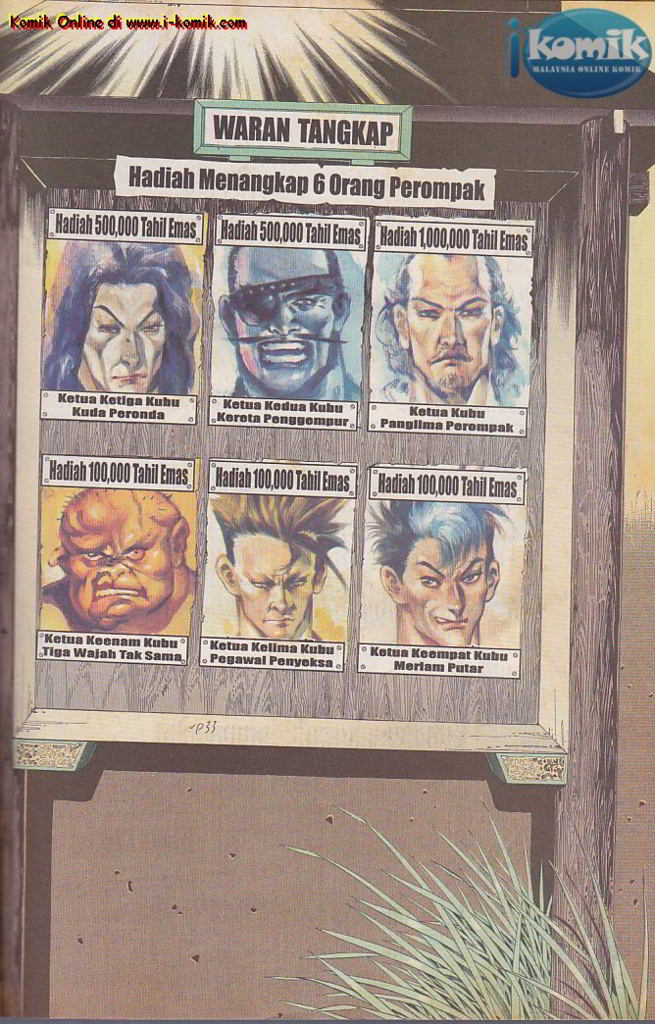 Komik Online di www.i-komik.com
ikomik
MALAYSIA ONLINE KOMIK
WARAN TANGKAP
Hadiah Menangkap 6 Orang Perompak
Hadiah 500,000 Tahil Emas
Ketua Ketiga Kubu
Kuda Peronda
Hadiah 500,000 Tahil Emas
Ketua Kedua Kubu
Kereta Penggempur
Hadiah 1,000,000 Tahil Emas
Ketua Kubu
Panglima Perompak
Hadiah 100,000 Tahil Emas
Ketua Keenam Kubu
Tiga Wajah Tak Sama
Hadiah 100,000 Tahil Emas
Ketua Kelima Kubu
Pegawai Penyeksa
Hadiah 100,000 Tahil Emas
Ketua Keempat Kubu
Meriam Putar
-P33